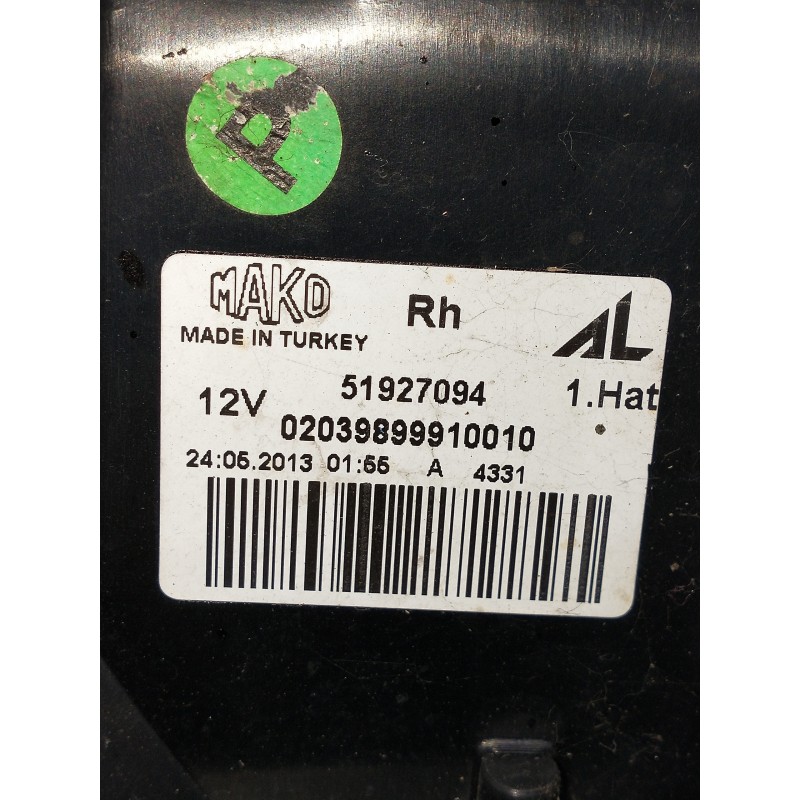 P
MAKO Rh AL
MADE IN TURKEY
51927094
12V 1.Hat
02039899910010
24:05.2013 01:55 A 4331